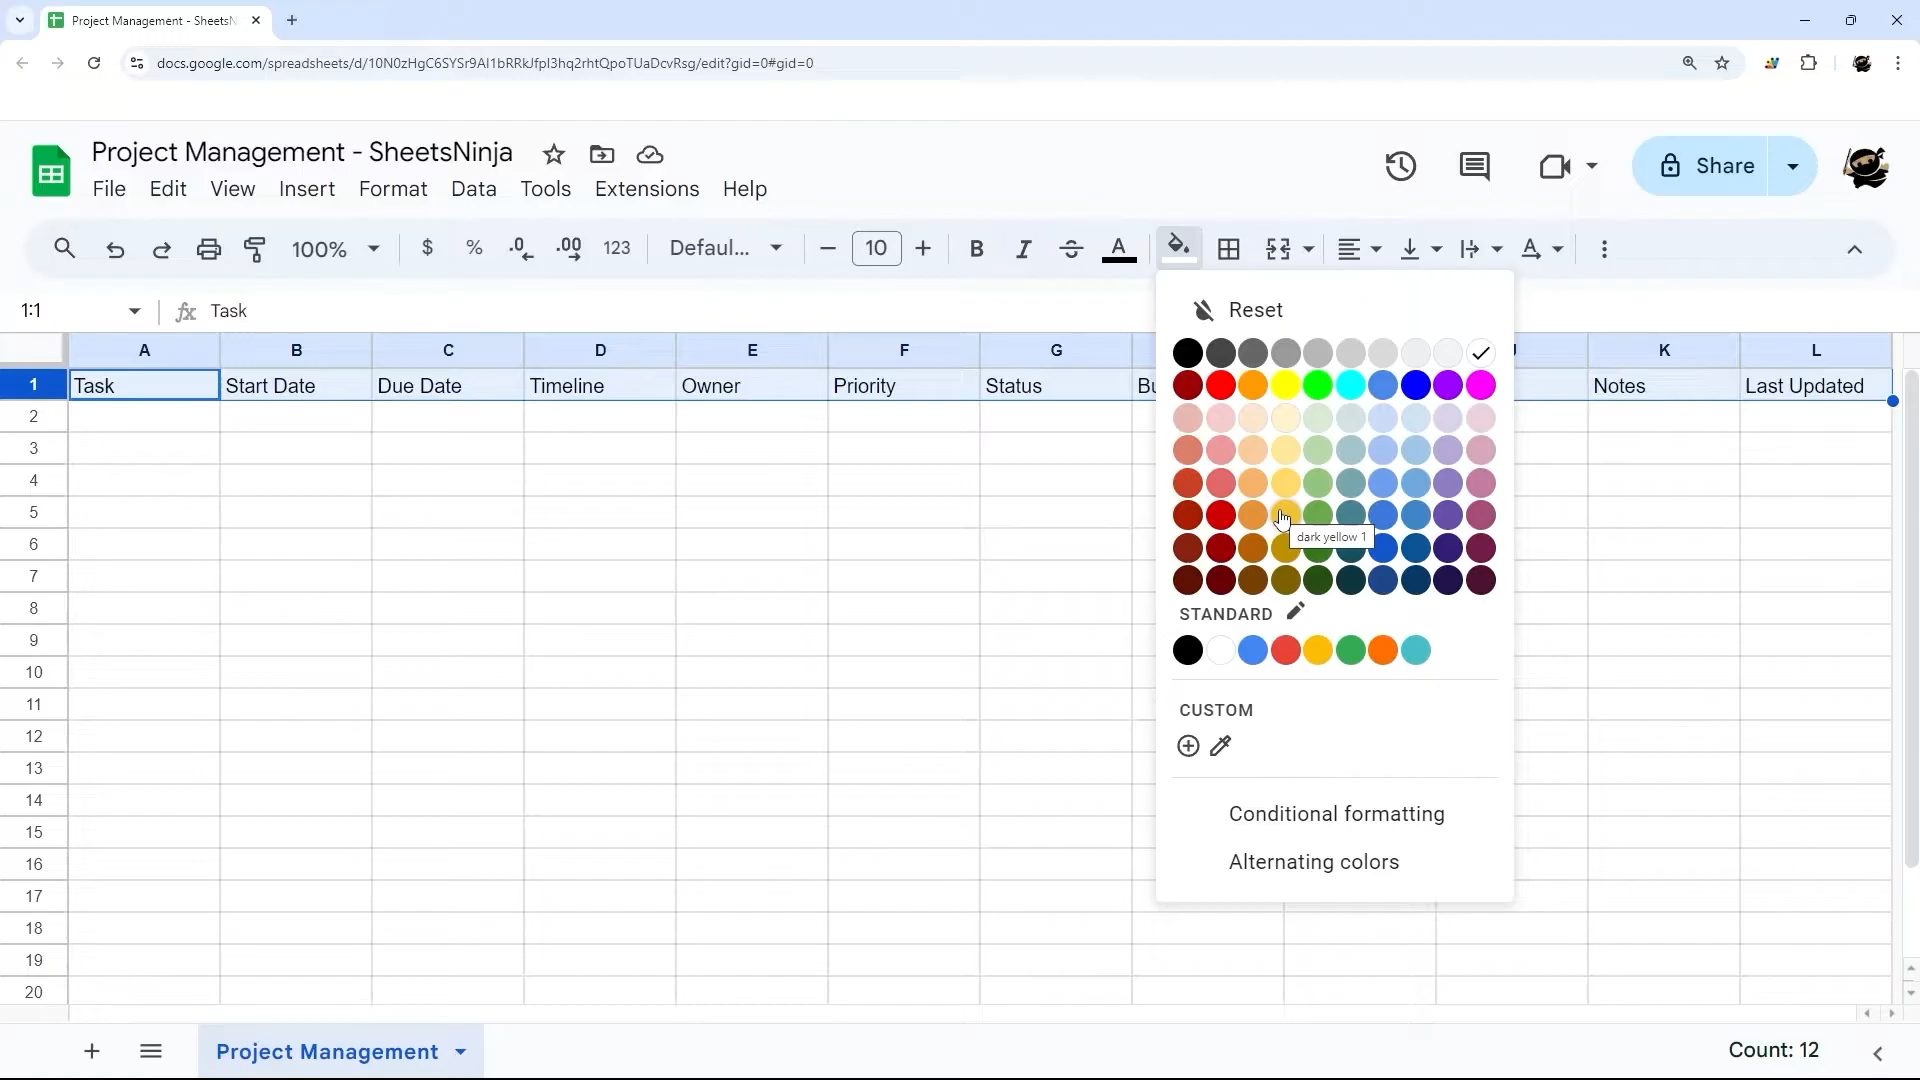 Project Management - SheetsN
docs.google.com/spreadsheets/d/10N0zHgC6SYSr9AI1bRRkJfpI3hq2rhtQpoTUaDcvRsg/edit?gid=0#gid=0
Project Management - SheetsNinja
File Edit View Insert Format Data Tools Extensions Help
Share
100% $ % .0 .00 123 Defaul... 10 B I A A
1:1 fx Task
Reset
A B C D E F G J K L
1 Task Start Date Due Date Timeline Owner Priority Status Bu Notes Last Updated
2
3
4
5
dark yellow 1
6
7
8
STANDARD
9
10
11
CUSTOM
12
13
14
Conditional formatting
15
Alternating colors
16
17
18
19
20
Project Management
Count: 12